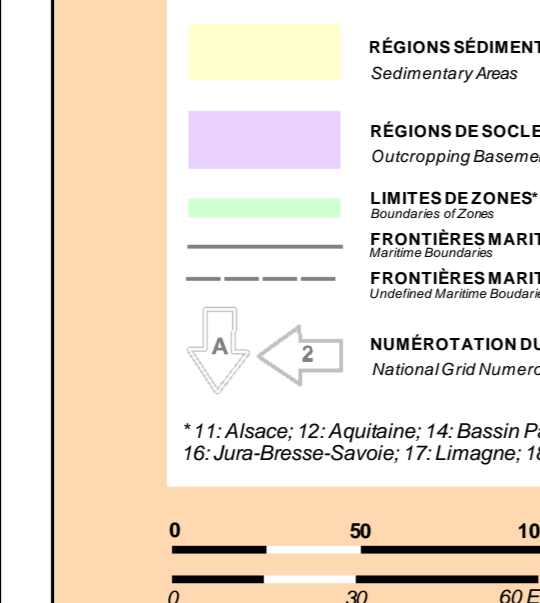 RÉGIONS SÉDIMENT
Sedimentary Areas
RÉGIONS DE SOCLE
Outcropping Baseme
LIMITES DE ZONES*
Boundaries of Zones
FRONTIÈRES MARIT
Maritime Boundaries
FRONTIÈRES MARIT
Undefined Maritime Boudarie
A
2
NUMÉROTATION DU
National Grid Numero
* 11: Alsace; 12: Aquitaine; 14: Bassin Pa
16: Jura-Bresse-Savoie; 17: Limagne; 18
0 50 10
0 30 60 E